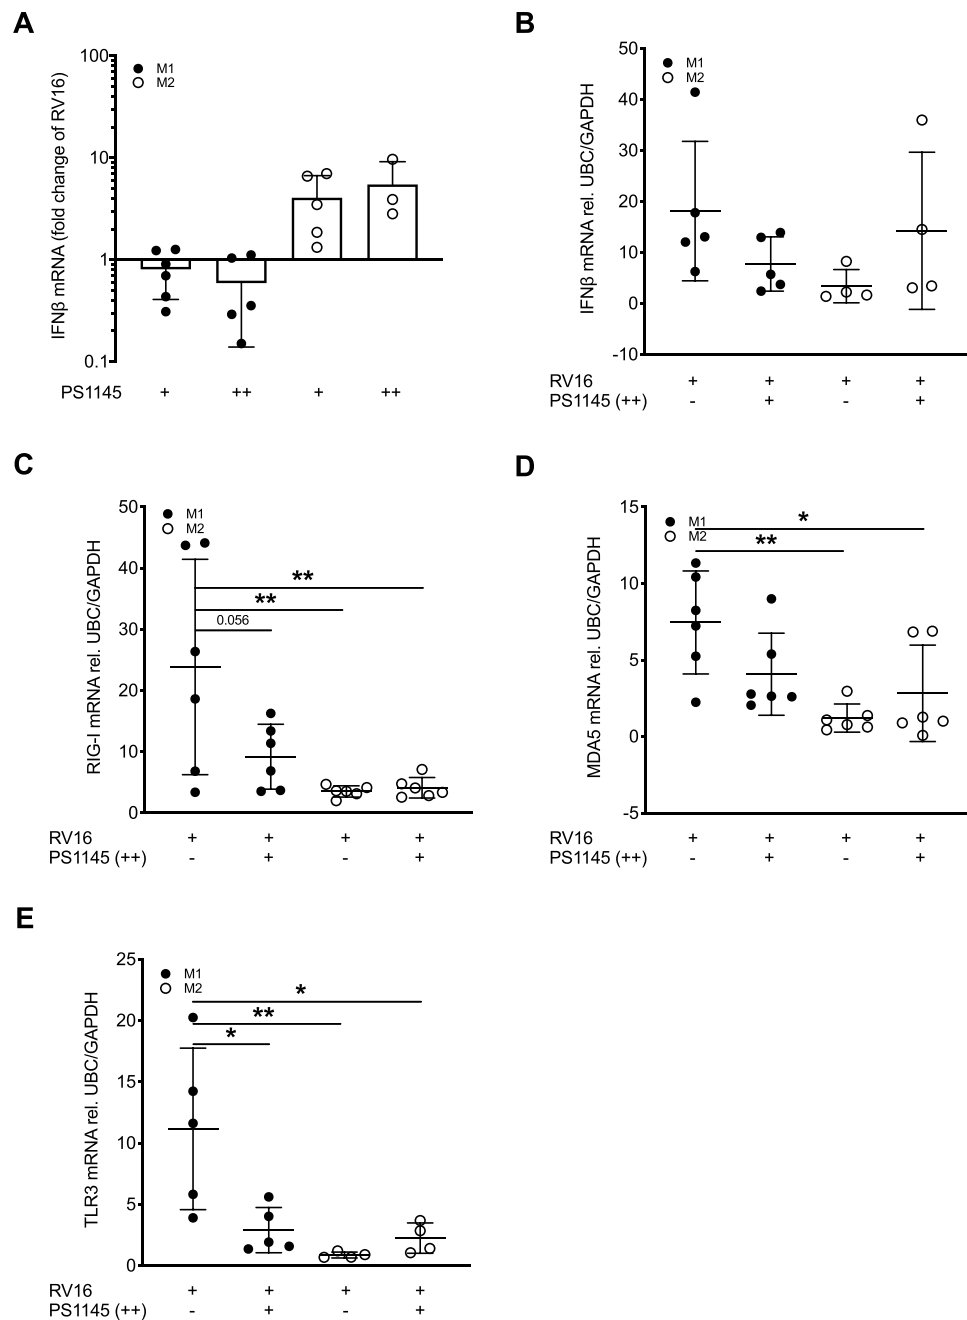 A
IFNβ mRNA (fold change of RV16)
100
10
1
0.1
M1
M2
PS1145 + ++ + ++
B
IFNβ mRNA rel. UBC/GAPDH
50
40
30
20
10
0
-10
M1
M2
RV16 + + + +
PS1145 (++) - + - +
C
RIG-I mRNA rel. UBC/GAPDH
50
40
30
20
10
0
M1
M2
**
**
0.056
RV16 + + + +
PS1145 (++) - + - +
D
MDA5 mRNA rel. UBC/GAPDH
15
10
5
0
-5
M1
M2
*
**
RV16 + + + +
PS1145 (++) - + - +
E
TLR3 mRNA rel. UBC/GAPDH
25
20
15
10
5
0
M1
M2
*
**
*
RV16 + + + +
PS1145 (++) - + - +